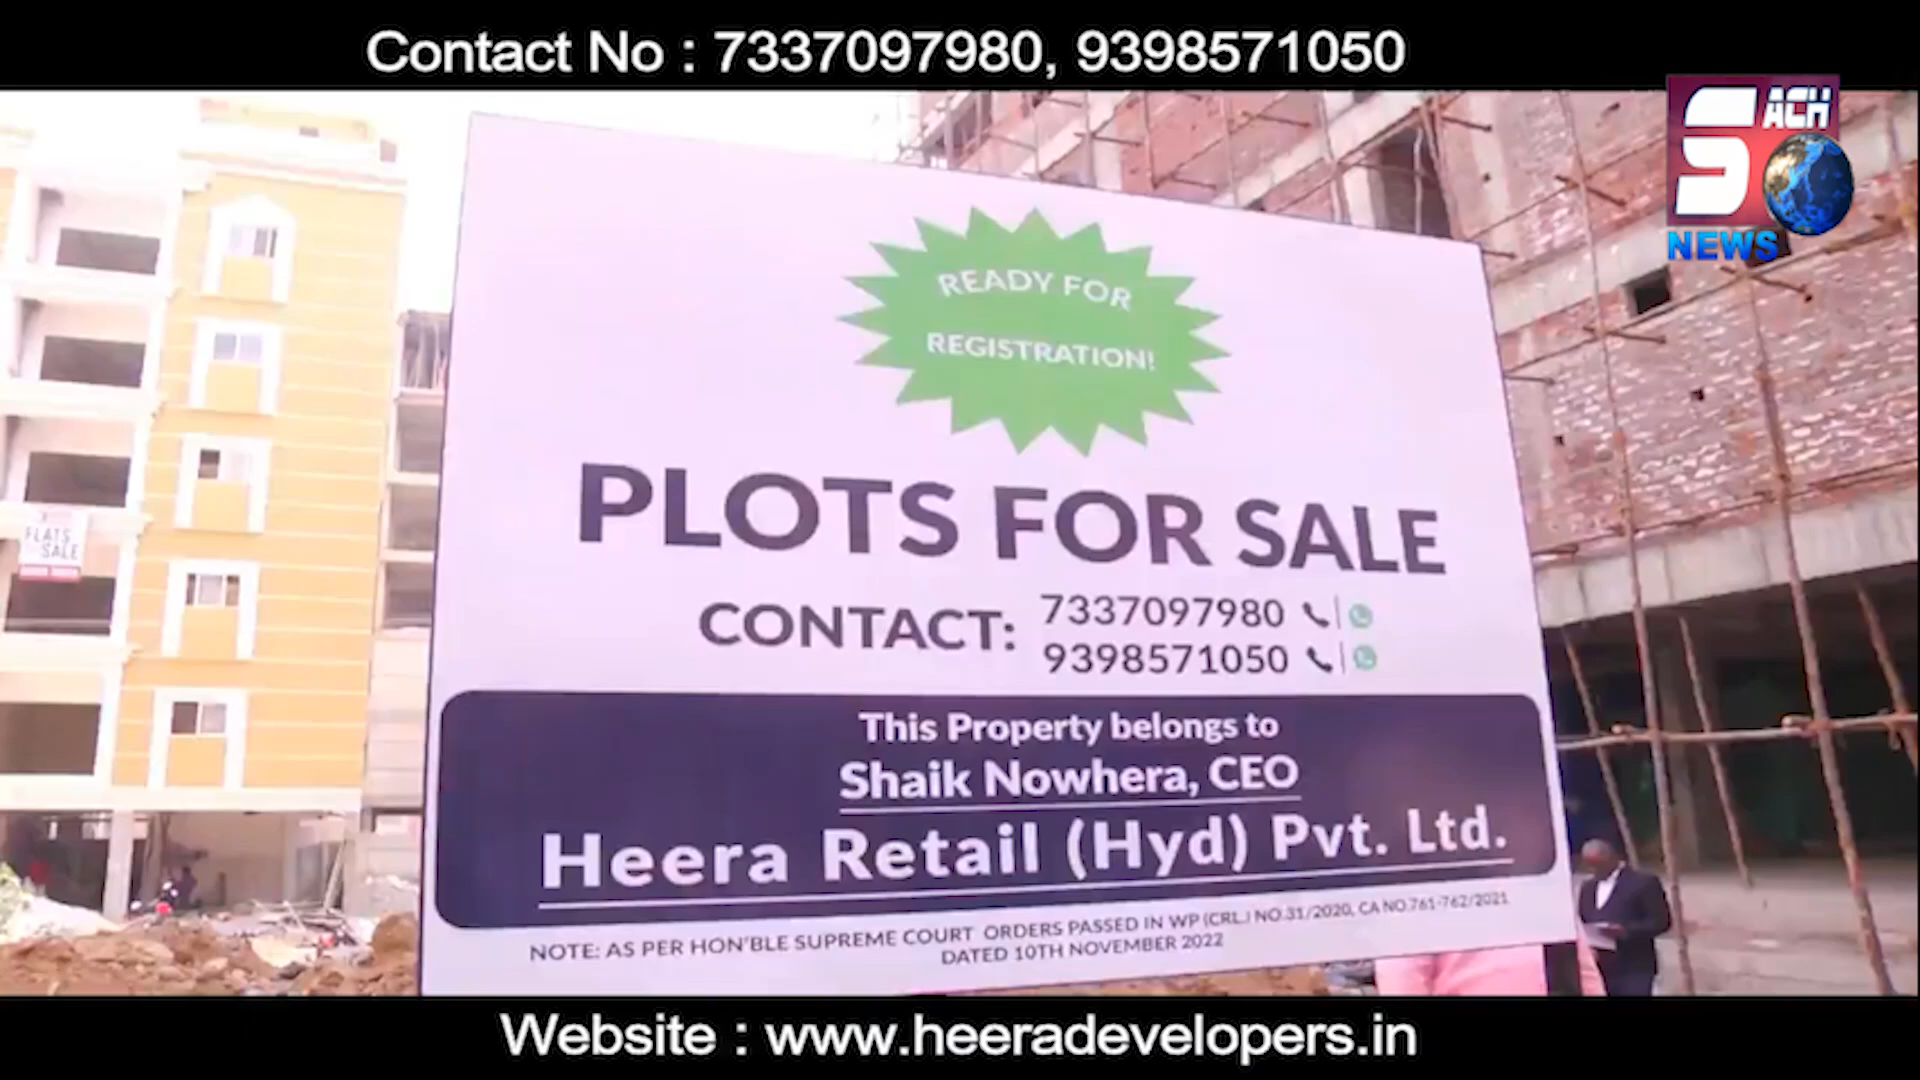 Contact No : 7337097980, 9398571050
SACH
NEWS
READY FOR
REGISTRATION!
PLOTS FOR SALE
CONTACT: 7337097980
9398571050
FLATS
SALE
This Property belongs to
Shaik Nowhera, CEO
Heera Retail (Hyd) Pvt. Ltd.
NOTE: AS PER HON'BLE SUPREME COURT ORDERS PASSED IN WP (CRL.) NO.31/2020, CA NO.761-762/2021
DATED 10TH NOVEMBER 2022
Website : www.heeradevelopers.in